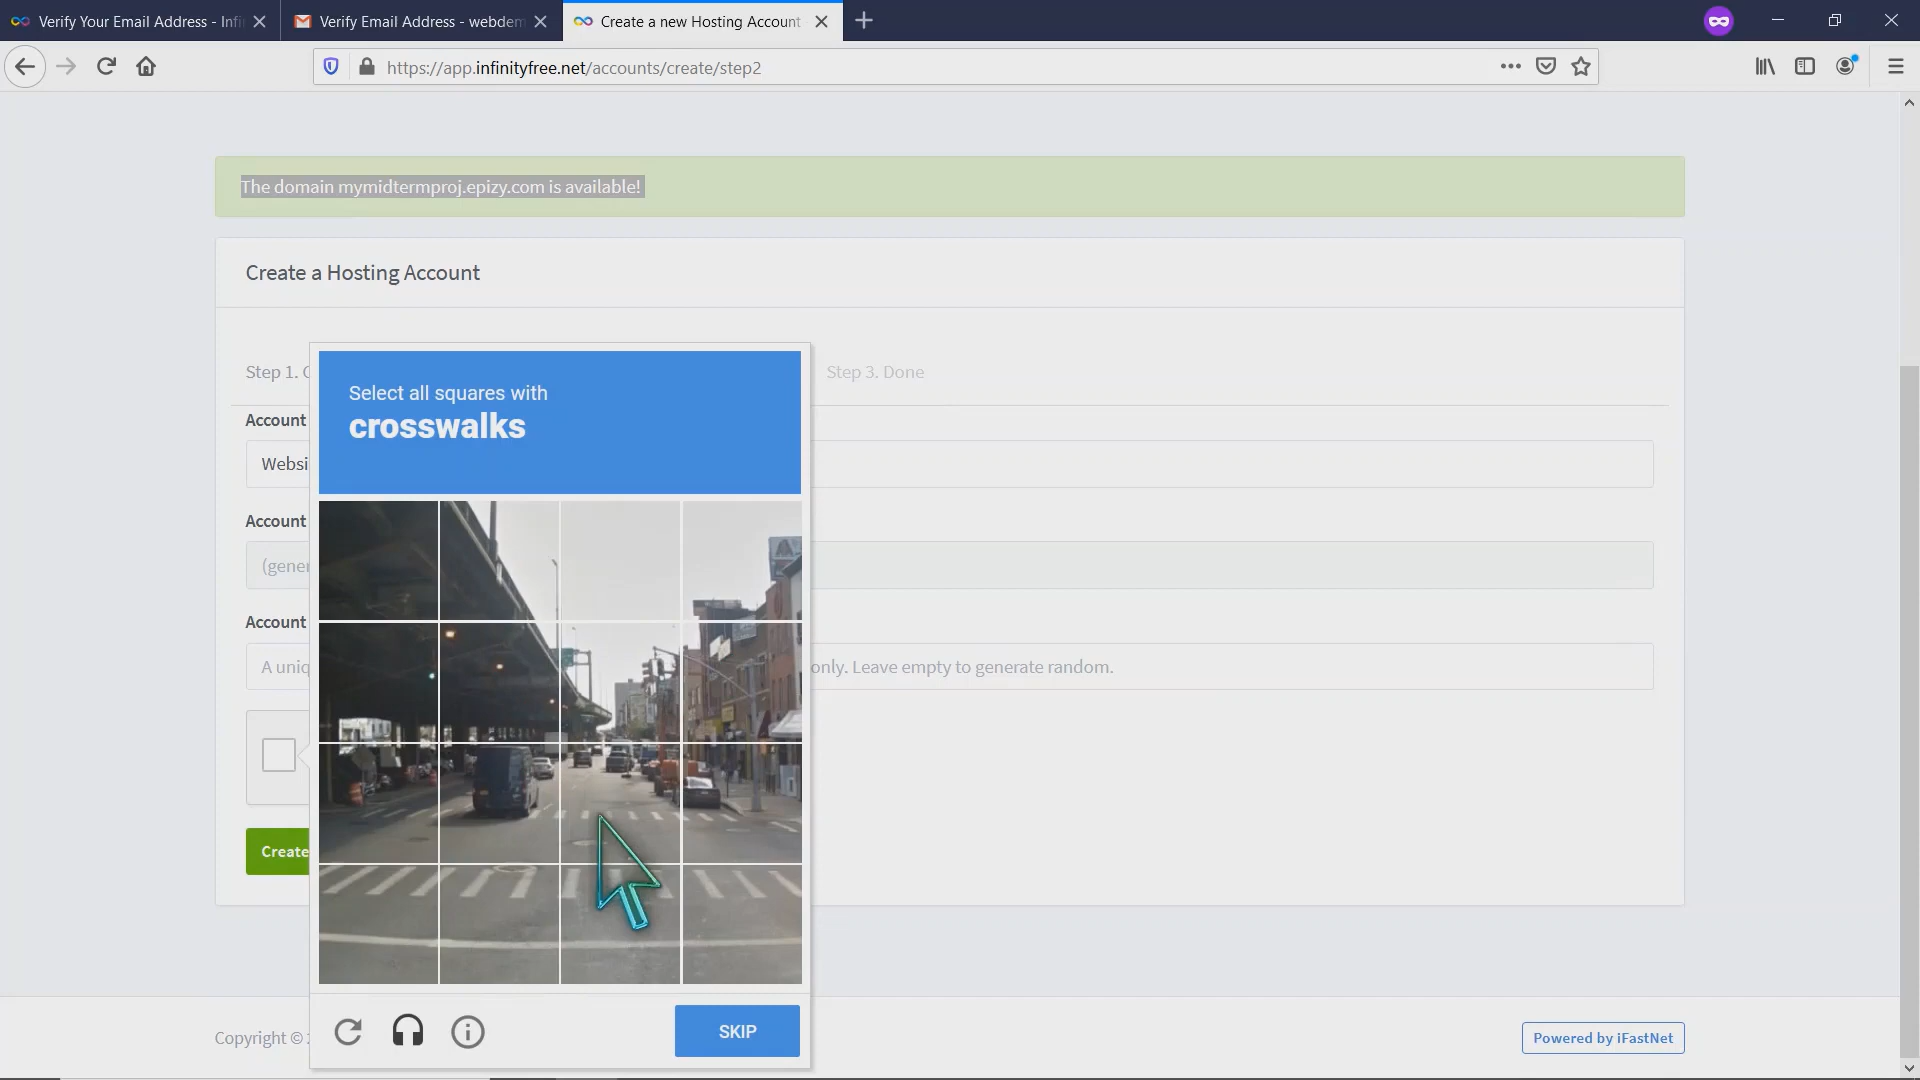 Verify Your Email Address - Infi
Verify Email Address - webdem
Create a new Hosting Account
https://app.infinityfree.net/accounts/create/step2
The domain mymidtermproj.epizy.com is available!
Create a Hosting Account
Step 1. C
Step 3. Done
Account
Websi
Account
(gener
Account
A uniq
only. Leave empty to generate random.
Select all squares with
crosswalks
Create
SKIP
Copyright ©
Powered by iFastNet